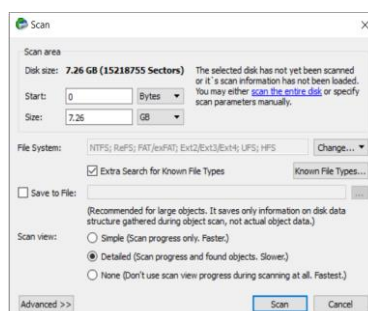 Scan
Scan area
Disk size: 7.26 GB (15218755 Sectors)
The selected disk has not yet been scanned
or it`s scan information has not been loaded.
You may either scan the entire disk or specify
scan parameters manually.
Start: 0 Bytes
Size: 7.26 GB
File System: NTFS; ReFS; FAT/exFAT; Ext2/Ext3/Ext4; UFS; HFS Change...
Extra Search for Known File Types Known File Types...
Save to File: ...
(Recommended for large objects. It saves only information on disk data
structure gathered during object scan, not actual object data.)
Scan view: Simple (Scan progress only. Faster.)
Detailed (Scan progress and found objects. Slower.)
None (Don't use scan view progress during scanning at all. Fastest.)
Advanced >> Scan Cancel